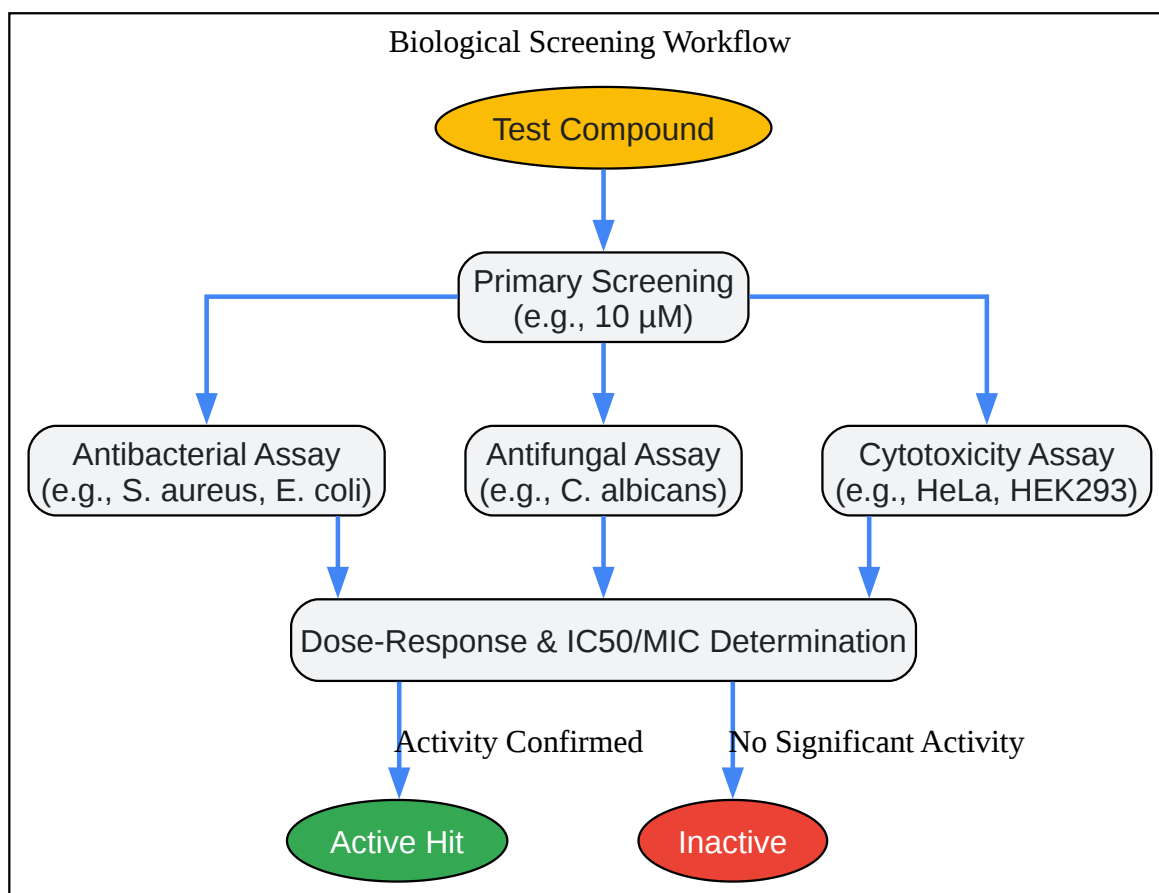 Biological Screening Workflow
Test Compound
Primary Screening
(e.g., 10 µM)
Antibacterial Assay
(e.g., S. aureus, E. coli)
Antifungal Assay
(e.g., C. albicans)
Cytotoxicity Assay
(e.g., HeLa, HEK293)
Dose-Response & IC50/MIC Determination
Activity Confirmed
No Significant Activity
Active Hit
Inactive